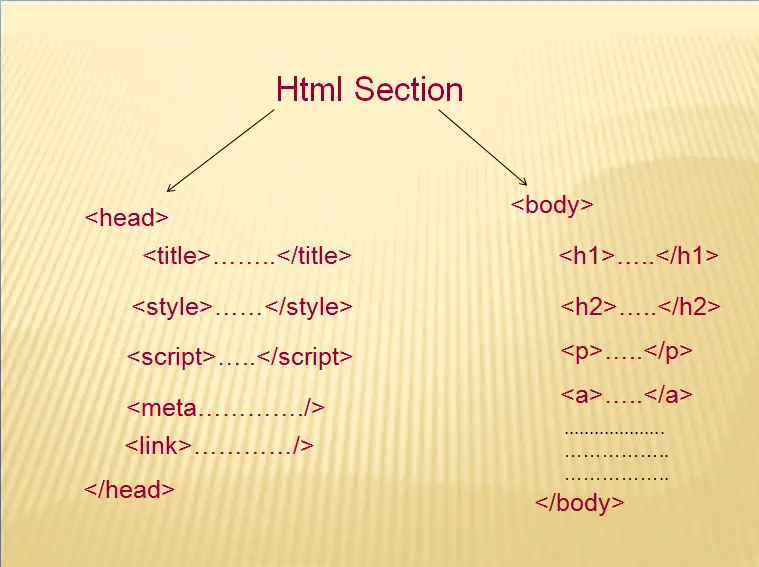 Html Section
<head>
<title>……..</title>
<style>……</style>
<script>…..</script>
<meta…………./>
<link>…………/>
</head>
<body>
<h1>…..</h1>
<h2>…..</h2>
<p>…..</p>
<a>…..</a>
...................
……………..
……………..
</body>